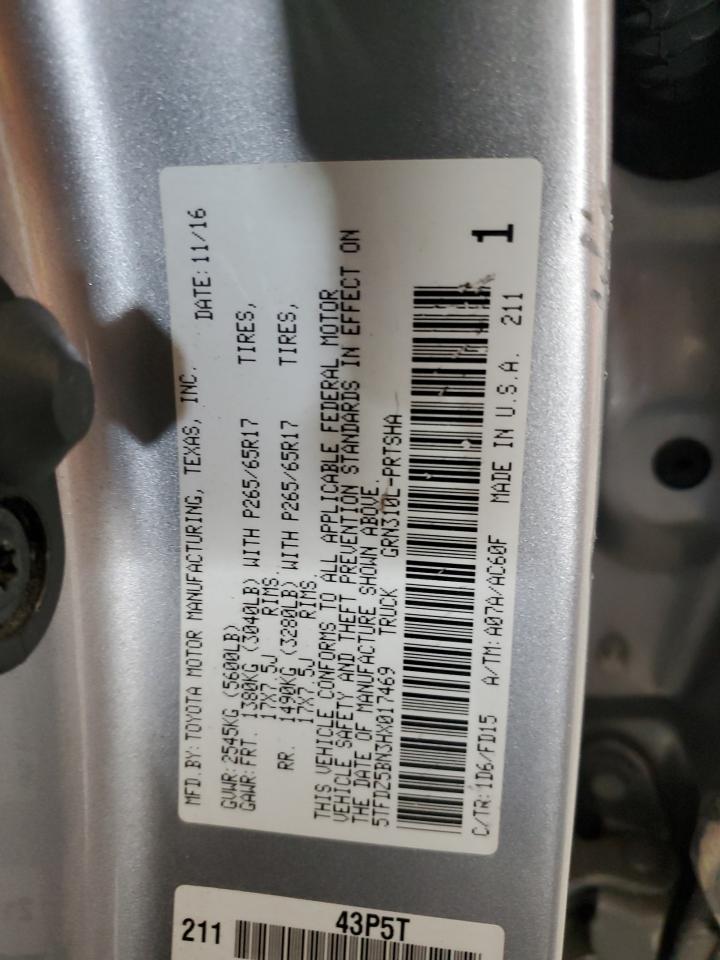 MFD.BY: TOYOTA MOTOR MANUFACTURING, TEXAS, INC. DATE: 11/16
GVWR: 2545KG (5600LB)
GAWR: FRT. 1380KG (3040LB) WITH P265/65R17 TIRES,
17X7.5J RIMS.
RR. 1490KG (3280LB) WITH P265/65R17 TIRES,
17X7.5J RIMS.
THIS VEHICLE CONFORMS TO ALL APPLICABLE FEDERAL MOTOR
VEHICLE SAFETY AND THEFT PREVENTION STANDARDS IN EFFECT ON
THE DATE OF MANUFACTURE SHOWN ABOVE.
5TFDZ5BN3HX017469 TRUCK GRN310L-PRTSHA
1
C/TR: 1D6/FD15 A/TM: A07A/AC60F MADE IN U.S.A. 211
211 43P5T